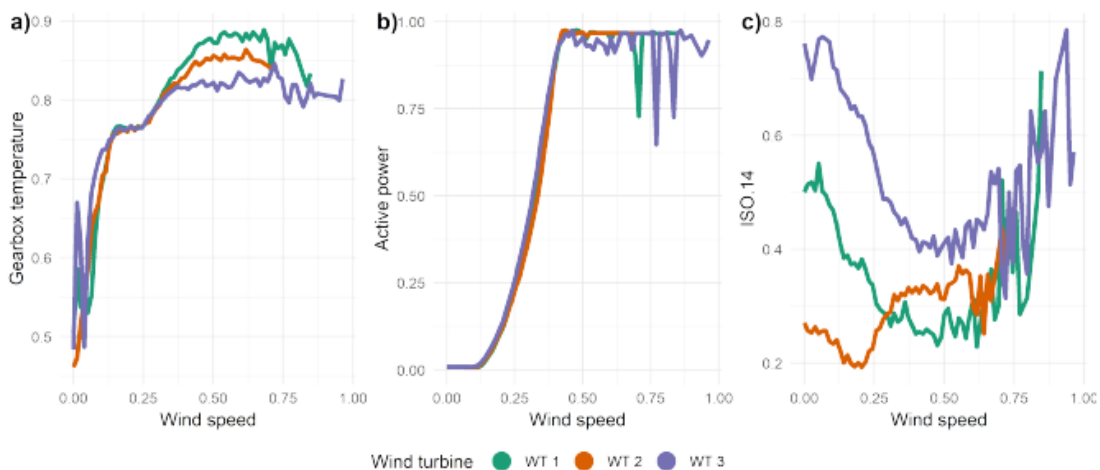 a)
0.9
0.8
0.7
0.6
0.5
Gearbox temperature
0.00 0.25 0.50 0.75 1.00
Wind speed
b)
1.00
0.75
0.50
0.25
0.00
Active power
0.00 0.25 0.50 0.75 1.00
Wind speed
c)
0.8
0.6
0.4
0.2
ISO.14
0.00 0.25 0.50 0.75 1.00
Wind speed
Wind turbine WT 1 WT 2 WT 3